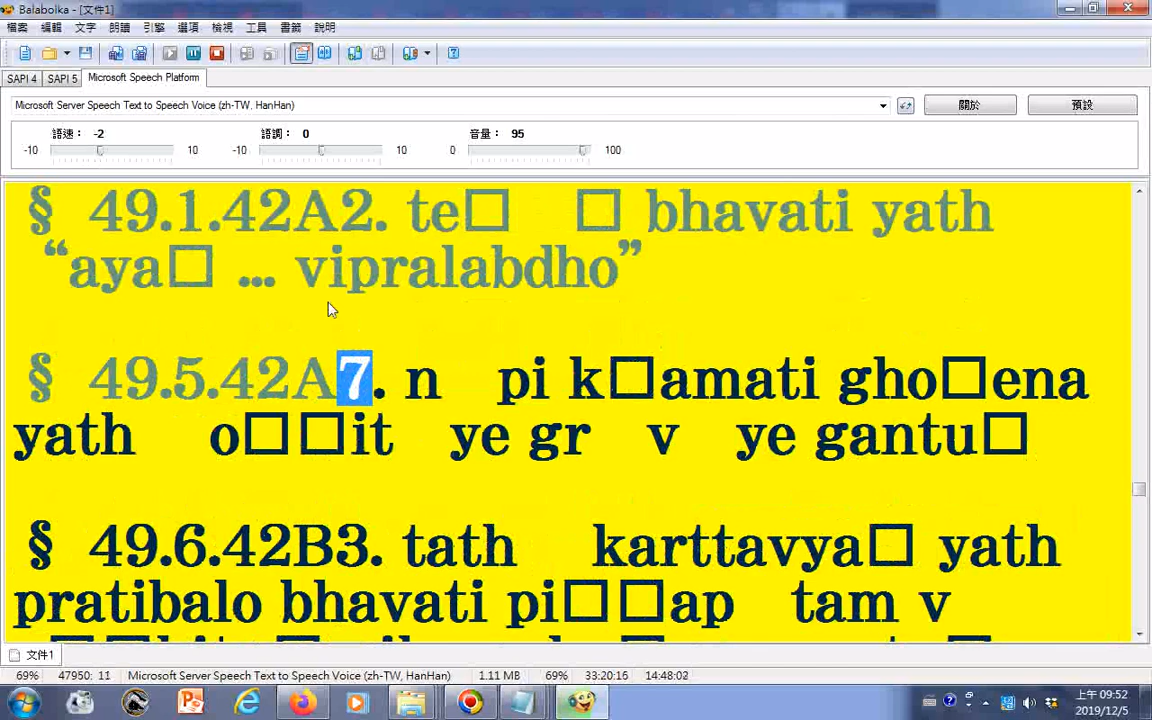 Balabolka - [文件1]
檔案 編輯 文字 朗讀 引擎 選項 檢視 工具 書籤 說明
SAPI 4 SAPI 5 Microsoft Speech Platform
Microsoft Server Speech Text to Speech Voice (zh-TW, HanHan) 關於 預設
語速： -2 語調： 0 音量： 95
-10 10 -10 10 0 100
§ 49.1.42A2. te□ □ bhavati yath
“aya□ ... vipralabdho”
§ 49.5.42A7. n pi k□amati gho□ena
yath o□□it ye gr v ye gantu□
§ 49.6.42B3. tath karttavya□ yath
pratibalo bhavati pi□□ap tam v
文件1
69% 47950: 11 Microsoft Server Speech Text to Speech Voice (zh-TW, HanHan) 1.11 MB 69% 33:20:16 14:48:02
上午 09:52
2019/12/5